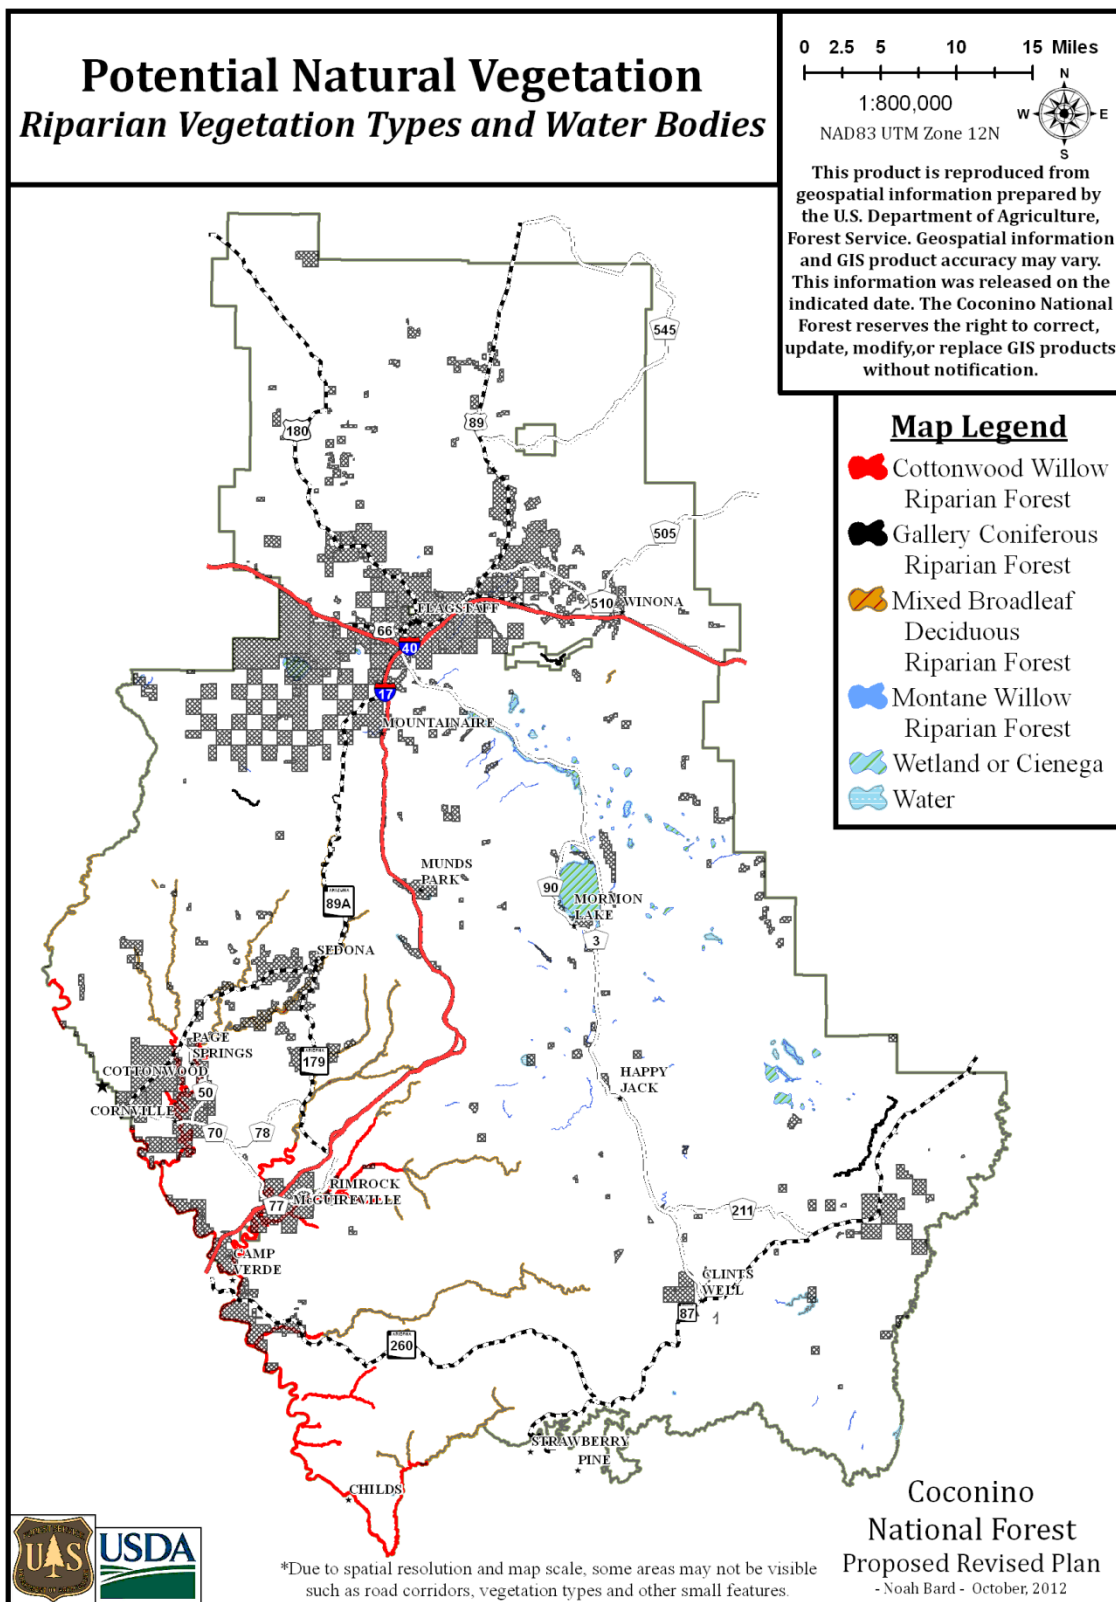 Potential Natural Vegetation
Riparian Vegetation Types and Water Bodies
0 2.5 5 10 15 Miles
1:800,000
NAD83 UTM Zone 12N
N
W E
S
This product is reproduced from
geospatial information prepared by
the U.S. Department of Agriculture,
Forest Service. Geospatial information
and GIS product accuracy may vary.
This information was released on the
indicated date. The Coconino National
Forest reserves the right to correct,
update, modify,or replace GIS products
without notification.
Map Legend
Cottonwood Willow
Riparian Forest
Gallery Coniferous
Riparian Forest
Mixed Broadleaf
Deciduous
Riparian Forest
Montane Willow
Riparian Forest
Wetland or Cienega
Water
545
180
89
505
510
WINONA
FLAGSTAFF
66
40
17
MOUNTAINAIRE
MUNDS
PARK
90
MORMON
LAKE
3
ARIZONA
89A
SEDONA
PAGE
SPRINGS
ARIZONA
179
COTTONWOOD
50
CORNVILLE
70
78
HAPPY
JACK
RIMROCK
McGUIREVILLE
77
211
CAMP
VERDE
CLINTS
WELL
87
ARIZONA
260
STRAWBERRY
PINE
CHILDS
Coconino
National Forest
Proposed Revised Plan
- Noah Bard - October, 2012
FOREST SERVICE
U S
DEPARTMENT OF AGRICULTURE
USDA
*Due to spatial resolution and map scale, some areas may not be visible
such as road corridors, vegetation types and other small features.